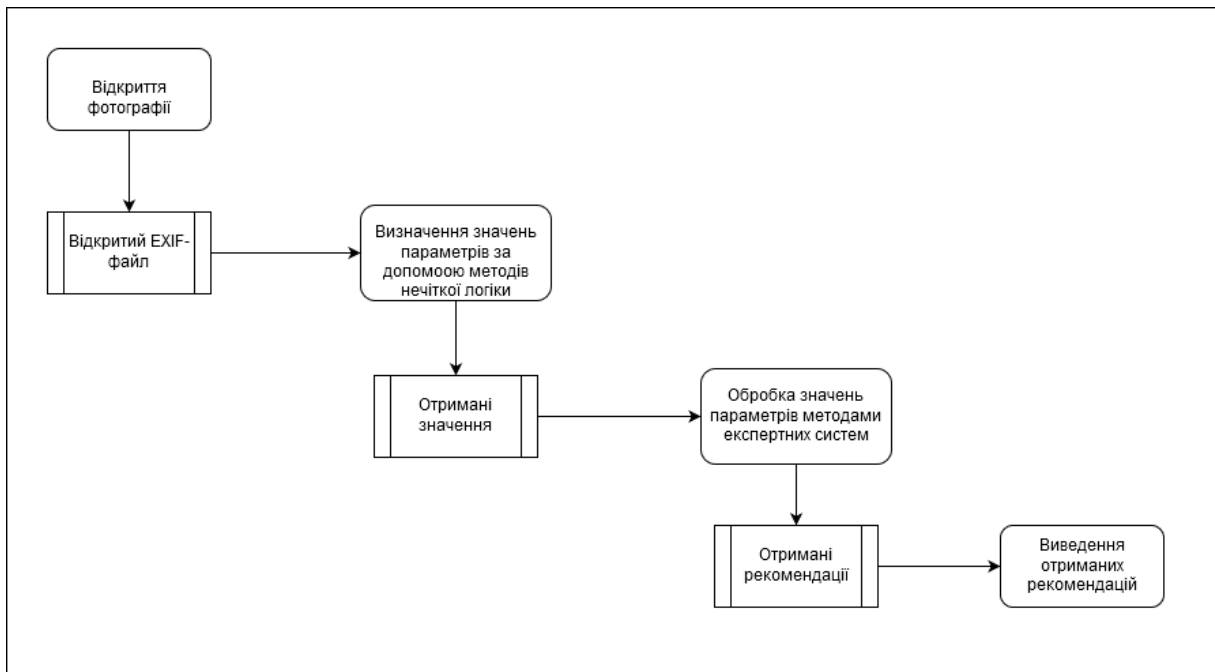 Відкриття
фотографії
Відкритий EXIF-
файл
Визначення значень
параметрів за
допомоою методів
нечіткої логіки
Отримані
значення
Обробка значень
параметрів методами
експертних систем
Отримані
рекомендації
Виведення
отриманих
рекомендацій